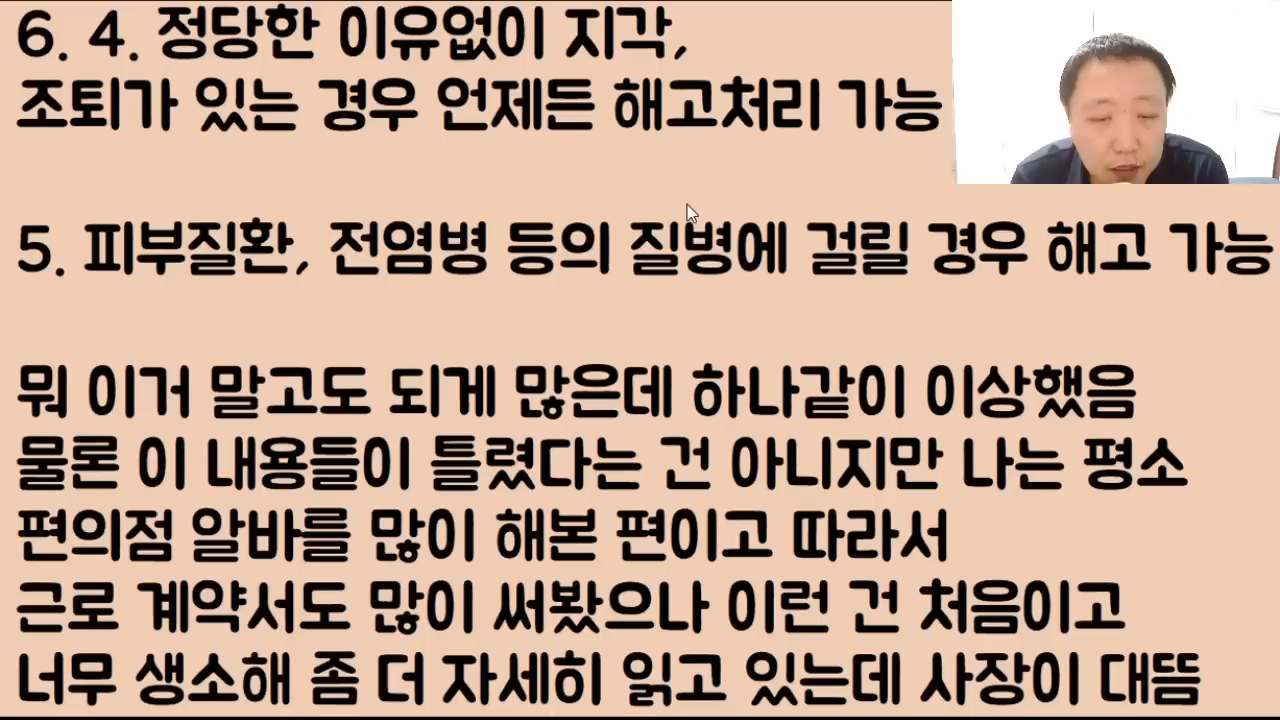 6. 4. 정당한 이유없이 지각,
조퇴가 있는 경우 언제든 해고처리 가능
5. 피부질환, 전염병 등의 질병에 걸릴 경우 해고 가능
뭐 이거 말고도 되게 많은데 하나같이 이상했음
물론 이 내용들이 틀렸다는 건 아니지만 나는 평소
편의점 알바를 많이 해본 편이고 따라서
근로 계약서도 많이 써봤으나 이런 건 처음이고
너무 생소해 좀 더 자세히 읽고 있는데 사장이 대뜸